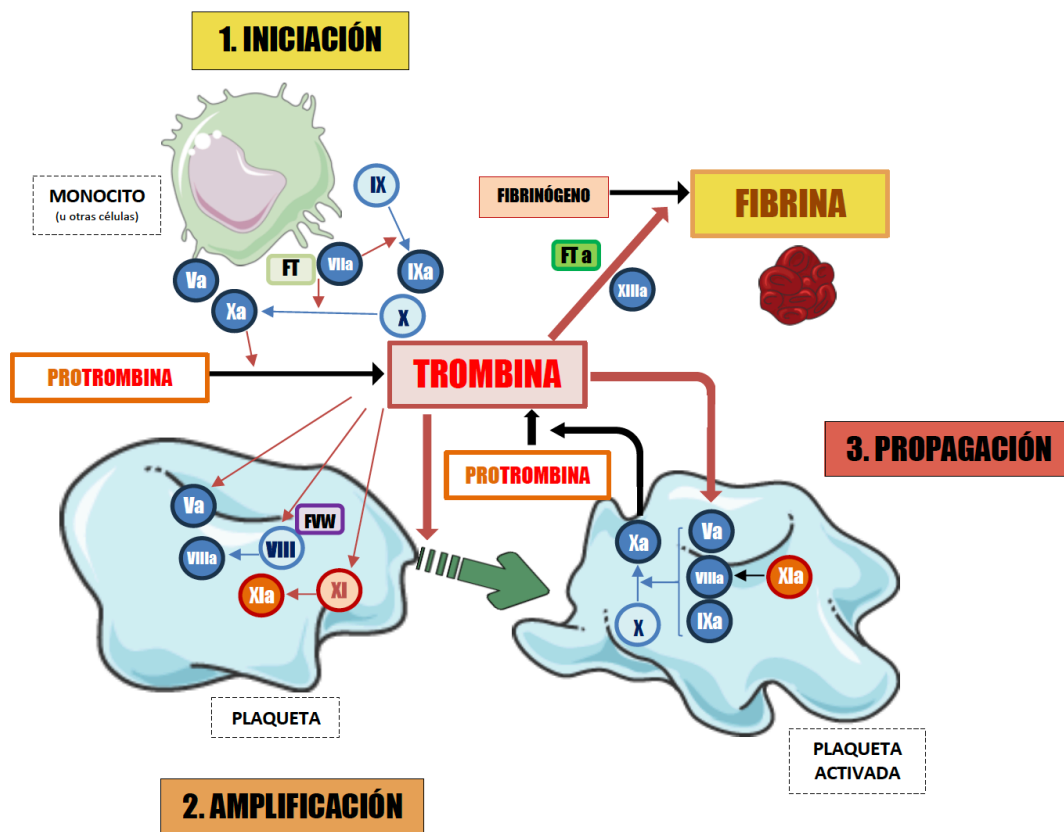 1. INICIACIÓN
MONOCITO
(u otras células)
IX
FT
VIIa
IXa
Va
Xa
X
FIBRINÓGENO
FIBRINA
FT a
XIIIa
PROTROMBINA
TROMBINA
PROTROMBINA
3. PROPAGACIÓN
Va
FVW
VIII
VIIIa
XI
XIa
PLAQUETA
2. AMPLIFICACIÓN
Xa
Va
VIIIa
XIa
X
IXa
PLAQUETA
ACTIVADA